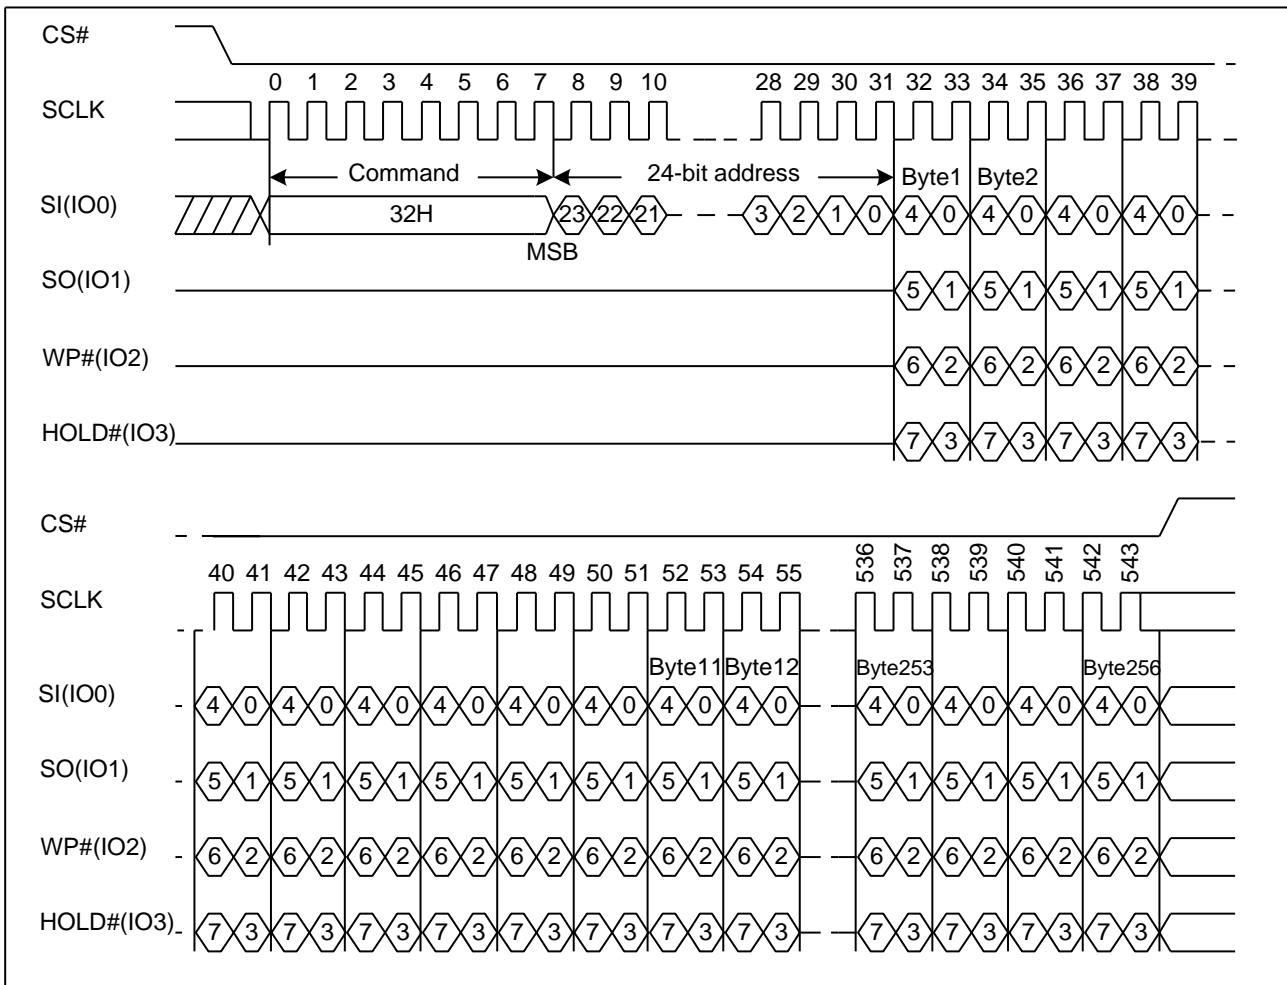 CS#
0 1 2 3 4 5 6 7 8 9 10 28 29 30 31 32 33 34 35 36 37 38 39
SCLK
Command 24-bit address Byte1 Byte2
SI(IO0) 32H 23 22 21 3 2 1 0 4 0 4 0 4 0 4 0
MSB
SO(IO1) 5 1 5 1 5 1 5 1
WP#(IO2) 6 2 6 2 6 2 6 2
HOLD#(IO3) 7 3 7 3 7 3 7 3
CS#
40 41 42 43 44 45 46 47 48 49 50 51 52 53 54 55 536 537 538 539 540 541 542 543
SCLK
Byte11 Byte12 Byte253 Byte256
SI(IO0) 4 0 4 0 4 0 4 0 4 0 4 0 4 0 4 0 4 0 4 0 4 0 4 0
SO(IO1) 5 1 5 1 5 1 5 1 5 1 5 1 5 1 5 1 5 1 5 1 5 1 5 1
WP#(IO2) 6 2 6 2 6 2 6 2 6 2 6 2 6 2 6 2 6 2 6 2 6 2 6 2
HOLD#(IO3) 7 3 7 3 7 3 7 3 7 3 7 3 7 3 7 3 7 3 7 3 7 3 7 3